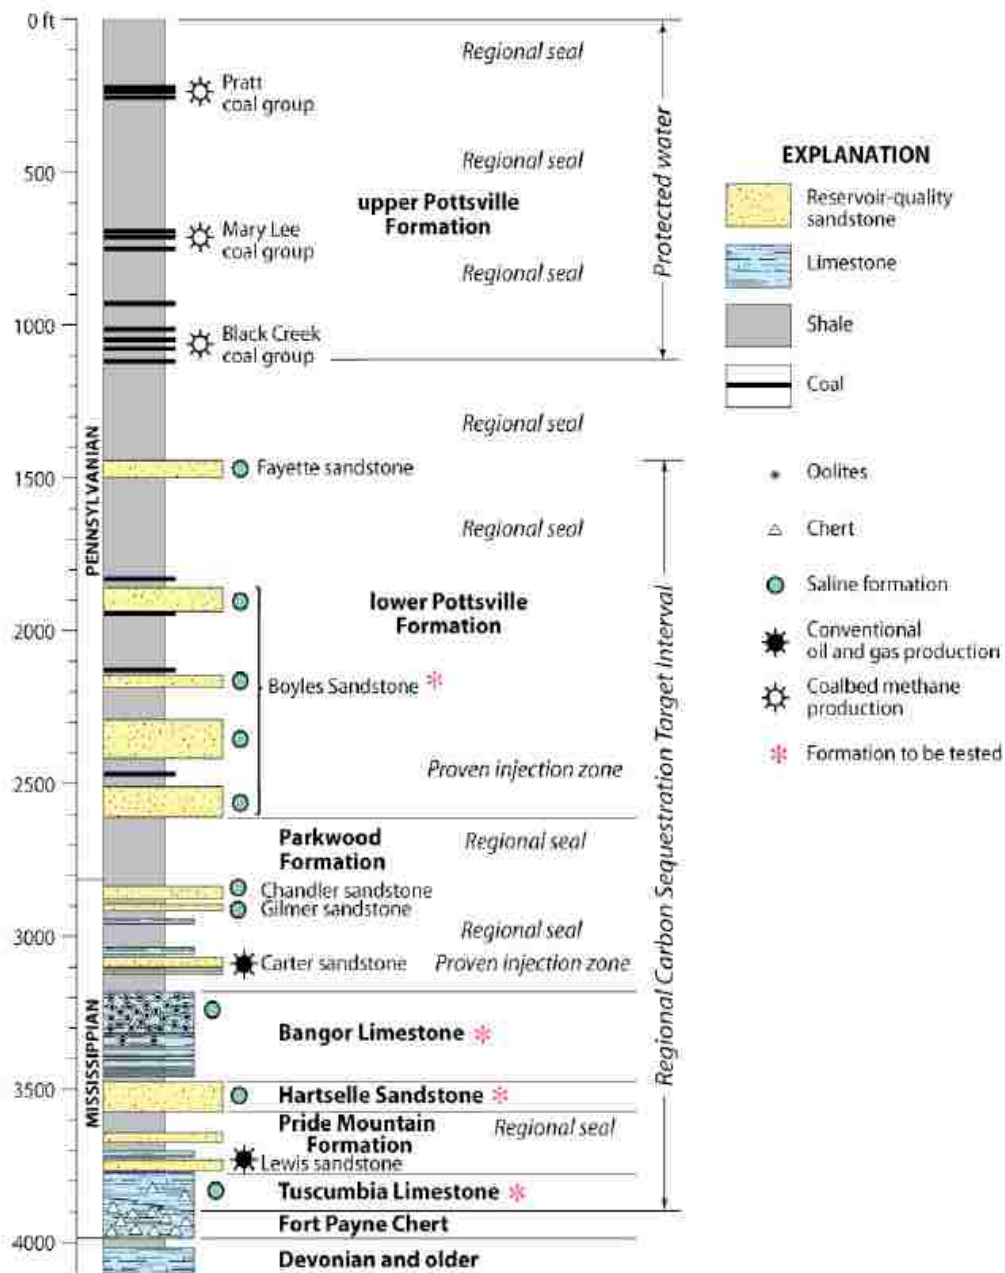 0 ft
Regional seal
Pratt
coal group
500
Regional seal
upper Pottsville
Formation
Mary Lee
coal group
Regional seal
Protected water
1000
Black Creek
coal group
Regional seal
PENNSYLVANIAN
1500
Fayette sandstone
Regional seal
lower Pottsville
Formation
2000
Boyles Sandstone
Proven injection zone
2500
Parkwood
Formation
Regional seal
Chandler sandstone
Gilmer sandstone
3000
Regional seal
Carter sandstone
Proven injection zone
Regional Carbon Sequestration Target Interval
MISSISSIPPIAN
Bangor Limestone
3500
Hartselle Sandstone
Pride Mountain
Formation
Regional seal
Lewis sandstone
Tuscumbia Limestone
Fort Payne Chert
4000
Devonian and older
EXPLANATION
Reservoir-quality
sandstone
Limestone
Shale
Coal
Oolites
Chert
Saline formation
Conventional
oil and gas production
Coalbed methane
production
Formation to be tested